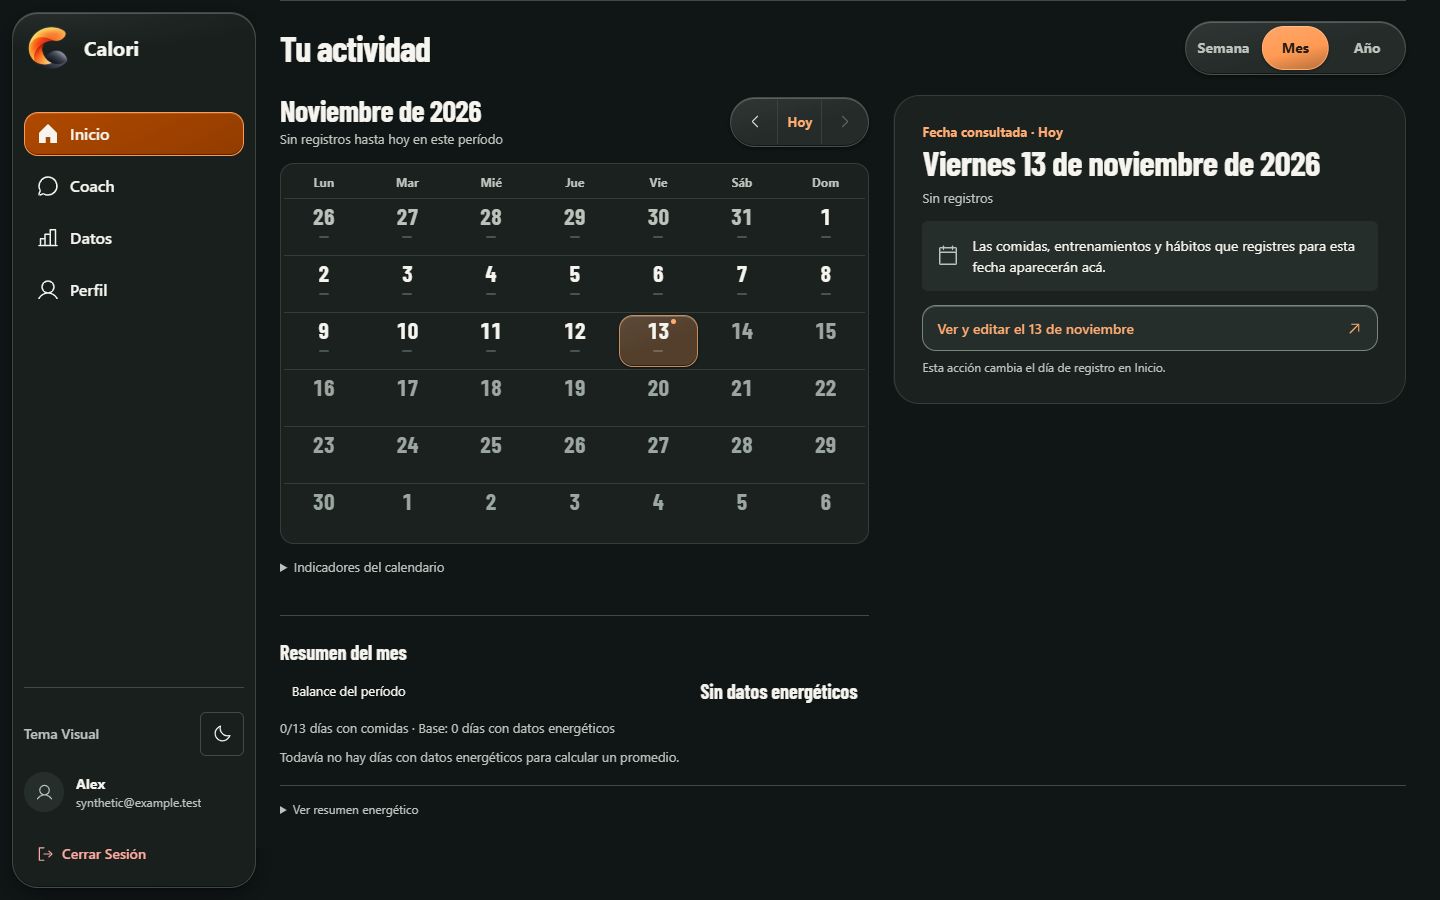 Calori
Inicio
Coach
Datos
Perfil
Tema Visual
Alex
synthetic@example.test
Cerrar Sesión
Tu actividad
Semana Mes Año
Noviembre de 2026
Sin registros hasta hoy en este período
Hoy
Lun Mar Mié Jue Vie Sáb Dom
26 27 28 29 30 31 1
2 3 4 5 6 7 8
9 10 11 12 13 14 15
16 17 18 19 20 21 22
23 24 25 26 27 28 29
30 1 2 3 4 5 6
Indicadores del calendario
Fecha consultada · Hoy
Viernes 13 de noviembre de 2026
Sin registros
Las comidas, entrenamientos y hábitos que registres para esta
fecha aparecerán acá.
Ver y editar el 13 de noviembre
Esta acción cambia el día de registro en Inicio.
Resumen del mes
Balance del período
Sin datos energéticos
0/13 días con comidas · Base: 0 días con datos energéticos
Todavía no hay días con datos energéticos para calcular un promedio.
Ver resumen energético